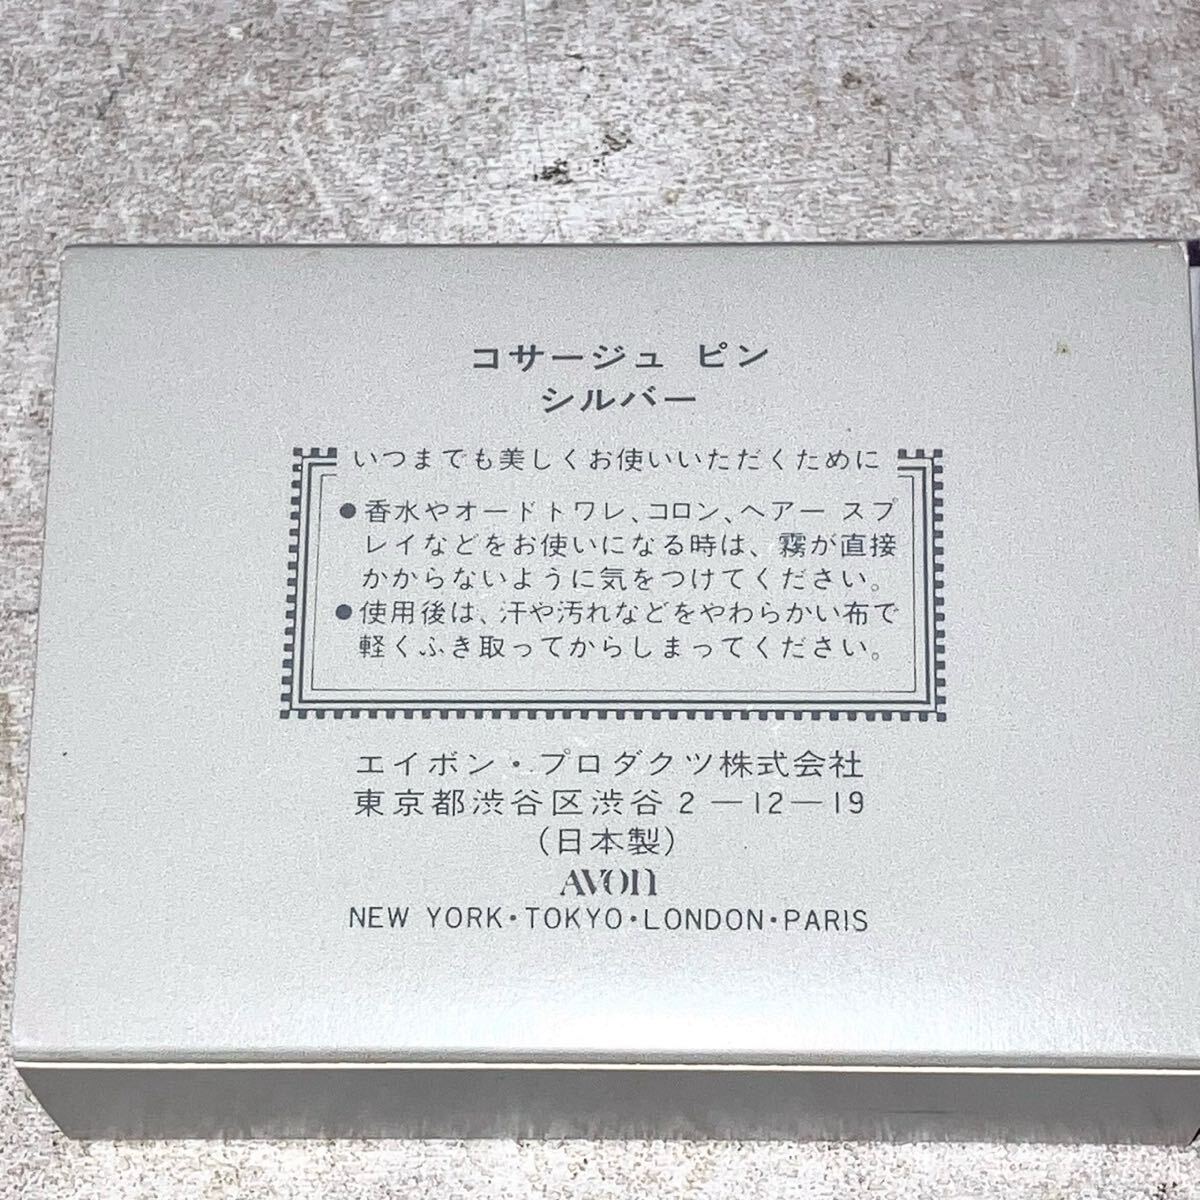 コサージュ ピン
シルバー
いつまでも美しくお使いいただくために
●香水やオードトワレ、コロン、ヘアー スプ
レイなどをお使いになる時は、霧が直接
かからないように気をつけてください。
●使用後は、汗や汚れなどをやわらかい布で
軽くふき取ってからしまってください。
エイボン・プロダクツ株式会社
東京都渋谷区渋谷2―12―19
(日本製)
AVON
NEW YORK・TOKYO・LONDON・PARIS